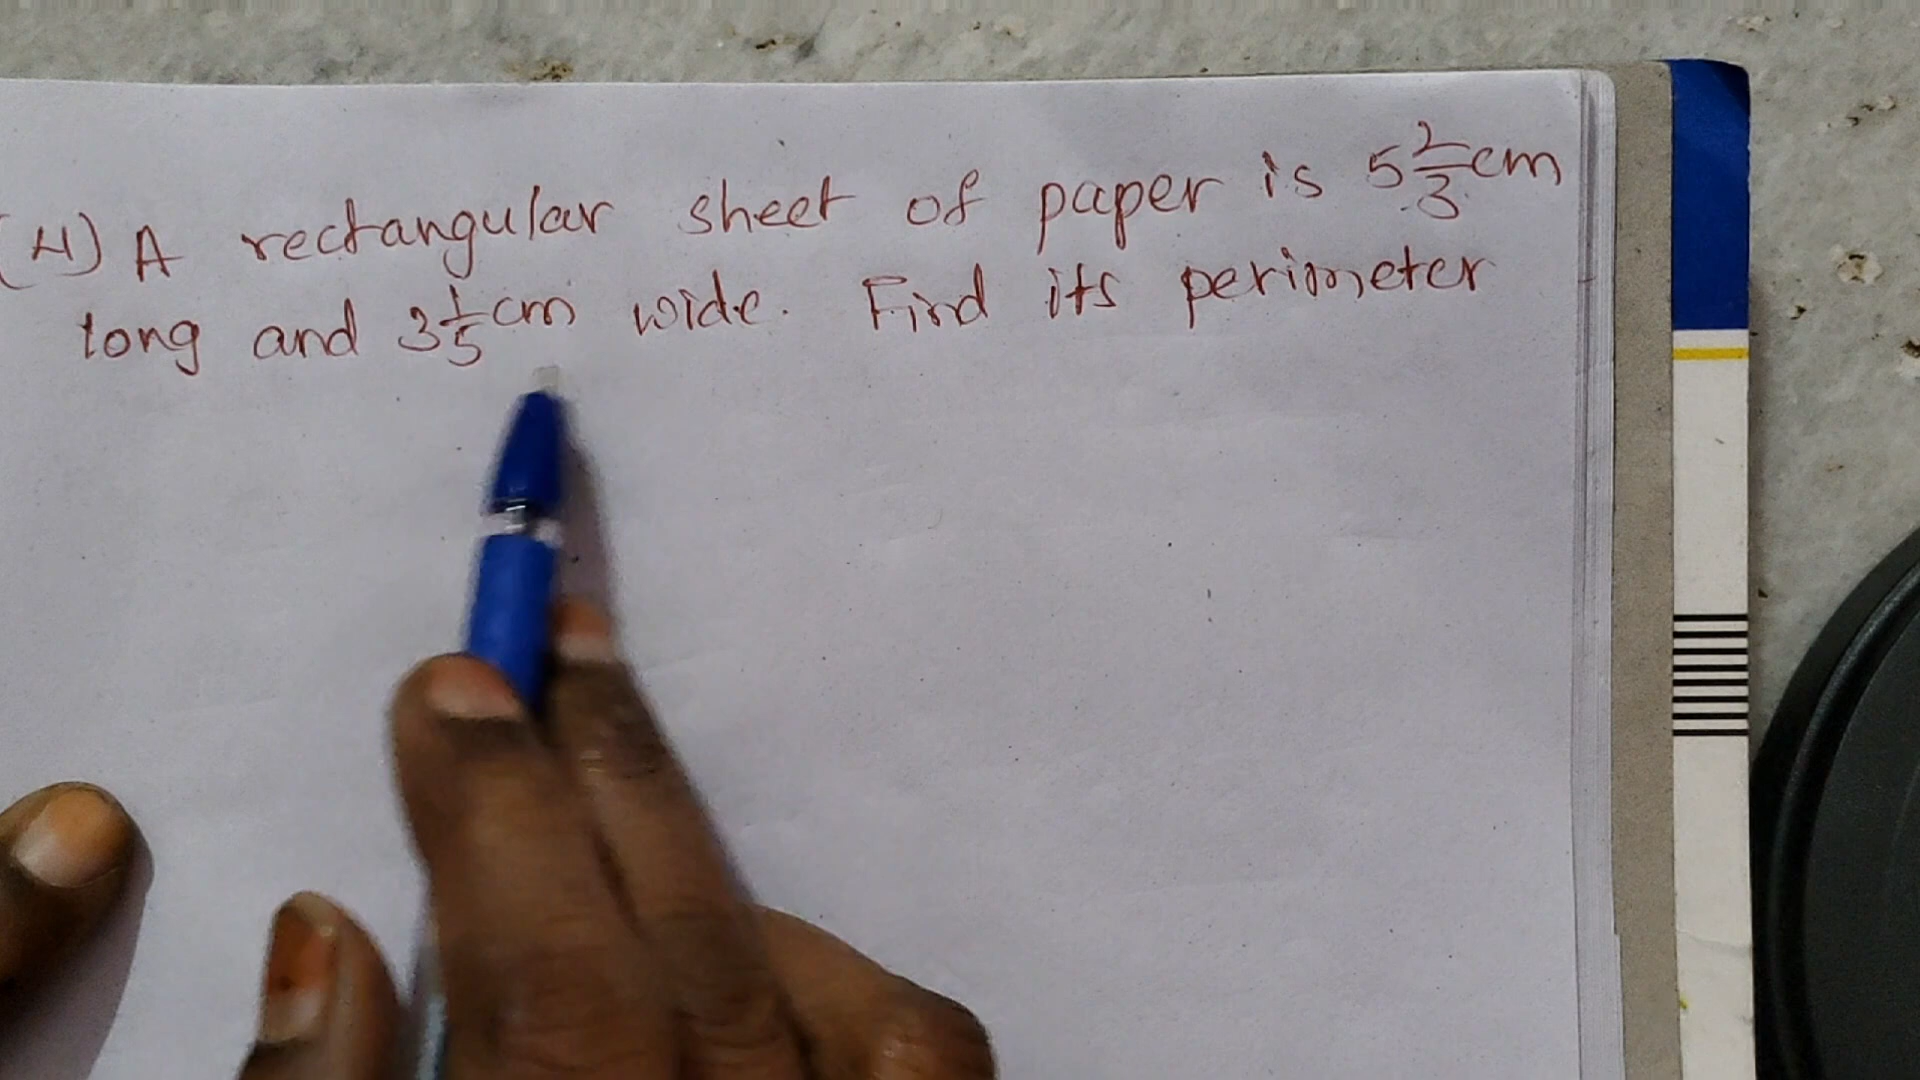 (4) A rectangular sheet of paper is 5 2/3 cm
long and 3 1/5 cm wide. Find its perimeter